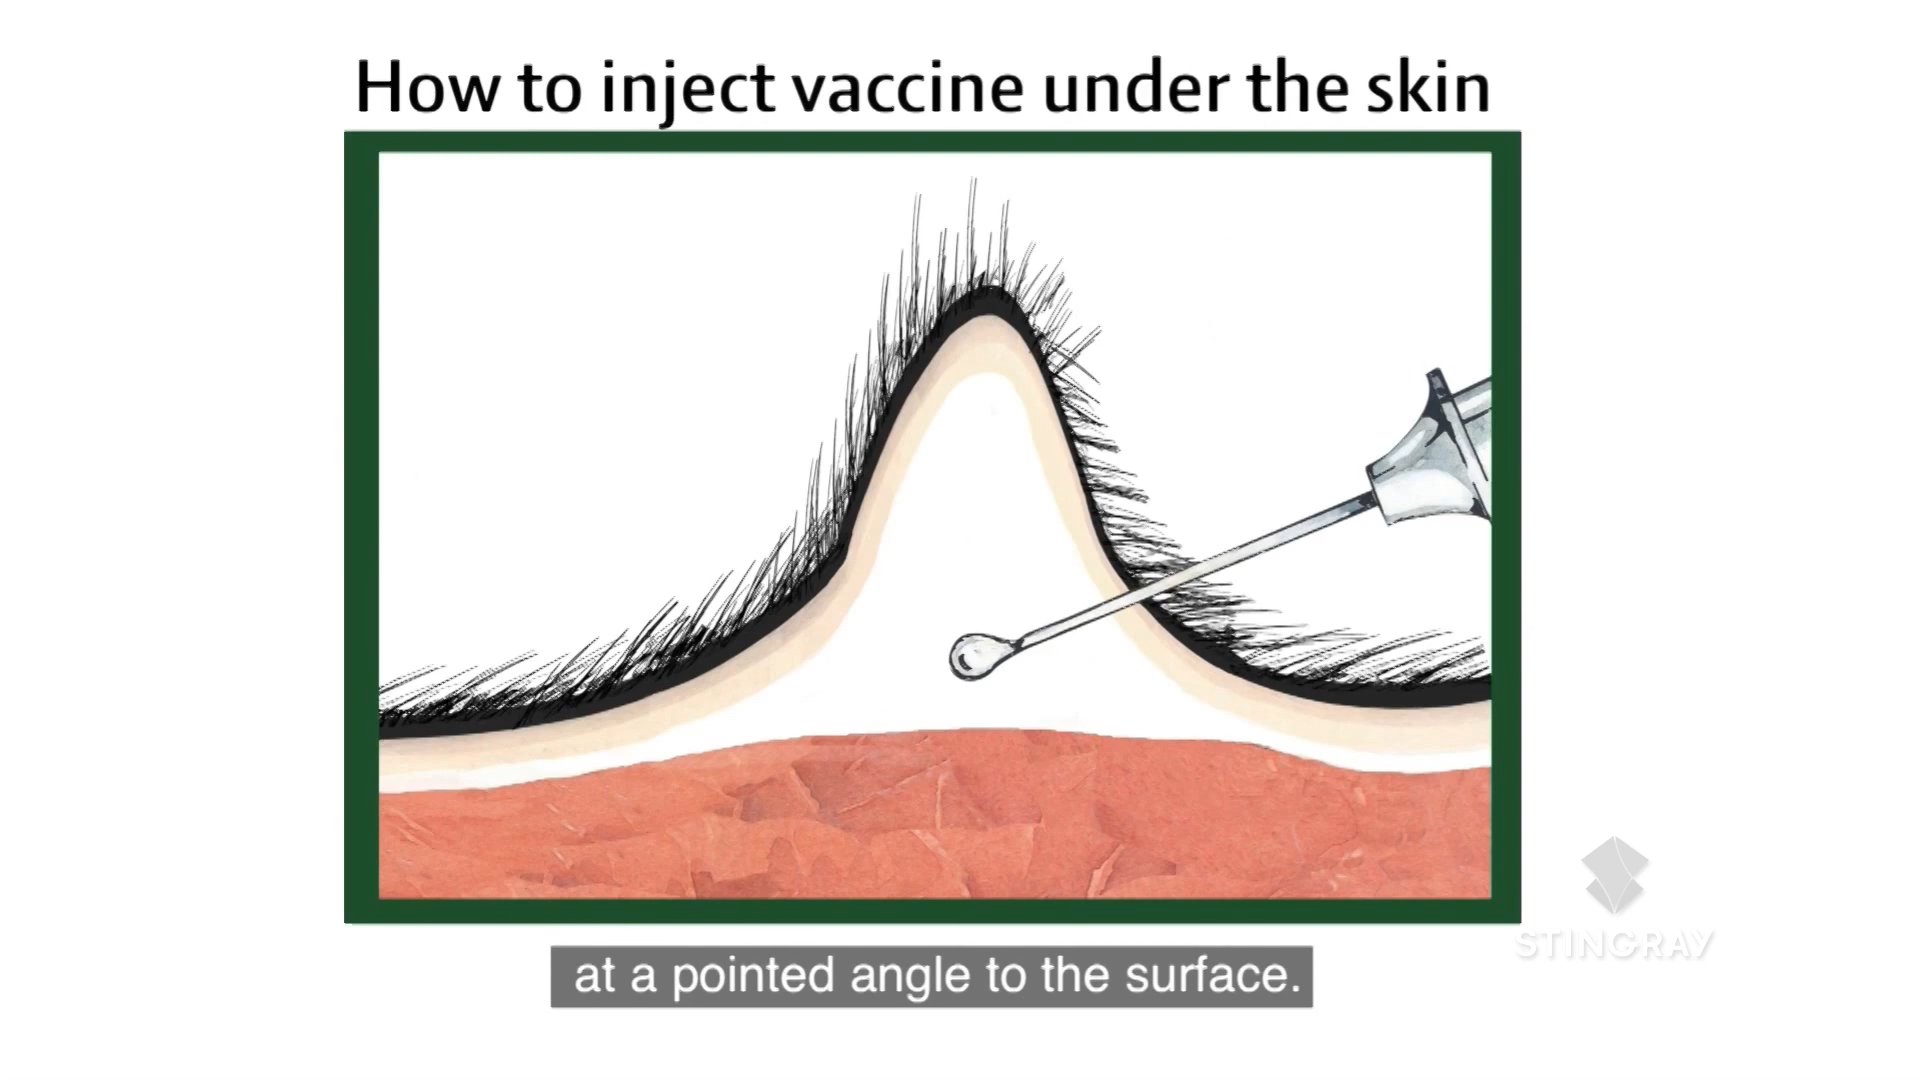 How to inject vaccine under the skin
at a pointed angle to the surface.
STINGRAY